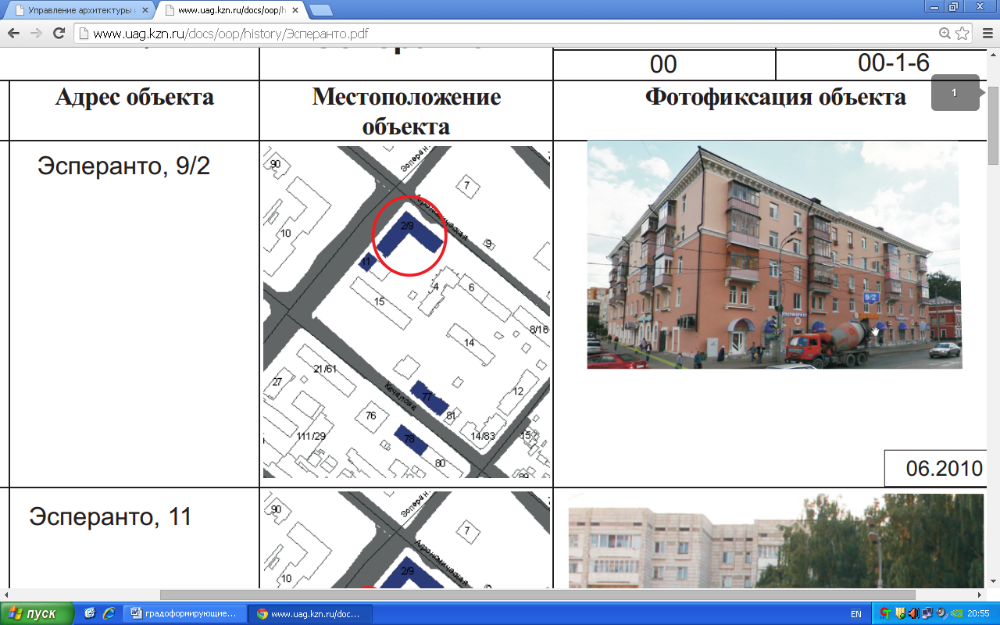 Управление архитектуры
www.uag.kzn.ru/docs/oop/h
www.uag.kzn.ru/docs/oop/history/Эсперанто.pdf
00
00-1-6
Адрес объекта
Местоположение
объекта
Фотофиксация объекта
1
Эсперанто, 9/2
90
Эсперан.
7
10
2/9
9
11
15
4
6
8/16
14
21/61
27
Качалова
77
12
76
81
111/29
78
14/83
15
80
9/2
06.2010
Эсперанто, 11
90
Эсперан.
7
Агрономическая
2/9
10
пуск
градоформирующие...
www.uag.kzn.ru/doc...
EN
20:55